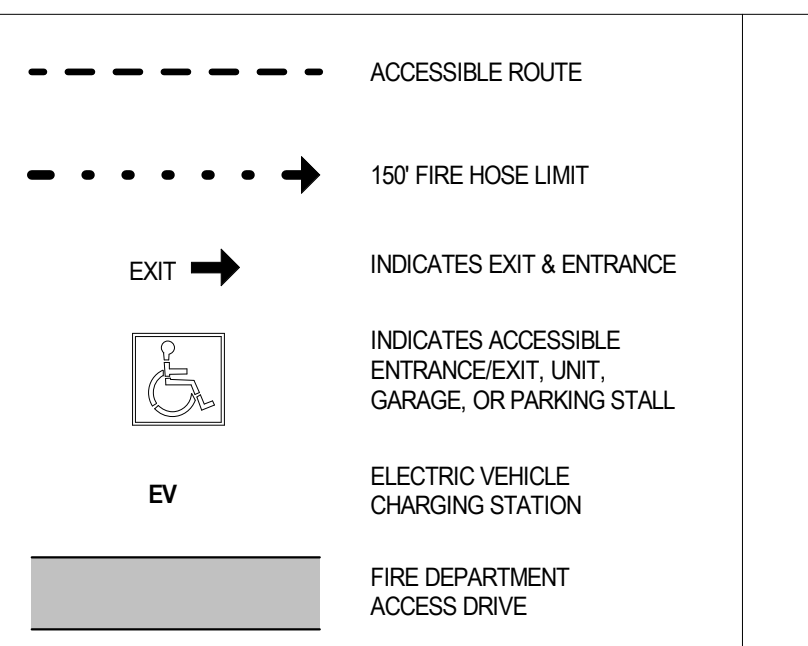 ACCESSIBLE ROUTE
150' FIRE HOSE LIMIT
EXIT
INDICATES EXIT & ENTRANCE
INDICATES ACCESSIBLE
ENTRANCE/EXIT, UNIT,
GARAGE, OR PARKING STALL
EV
ELECTRIC VEHICLE
CHARGING STATION
FIRE DEPARTMENT
ACCESS DRIVE